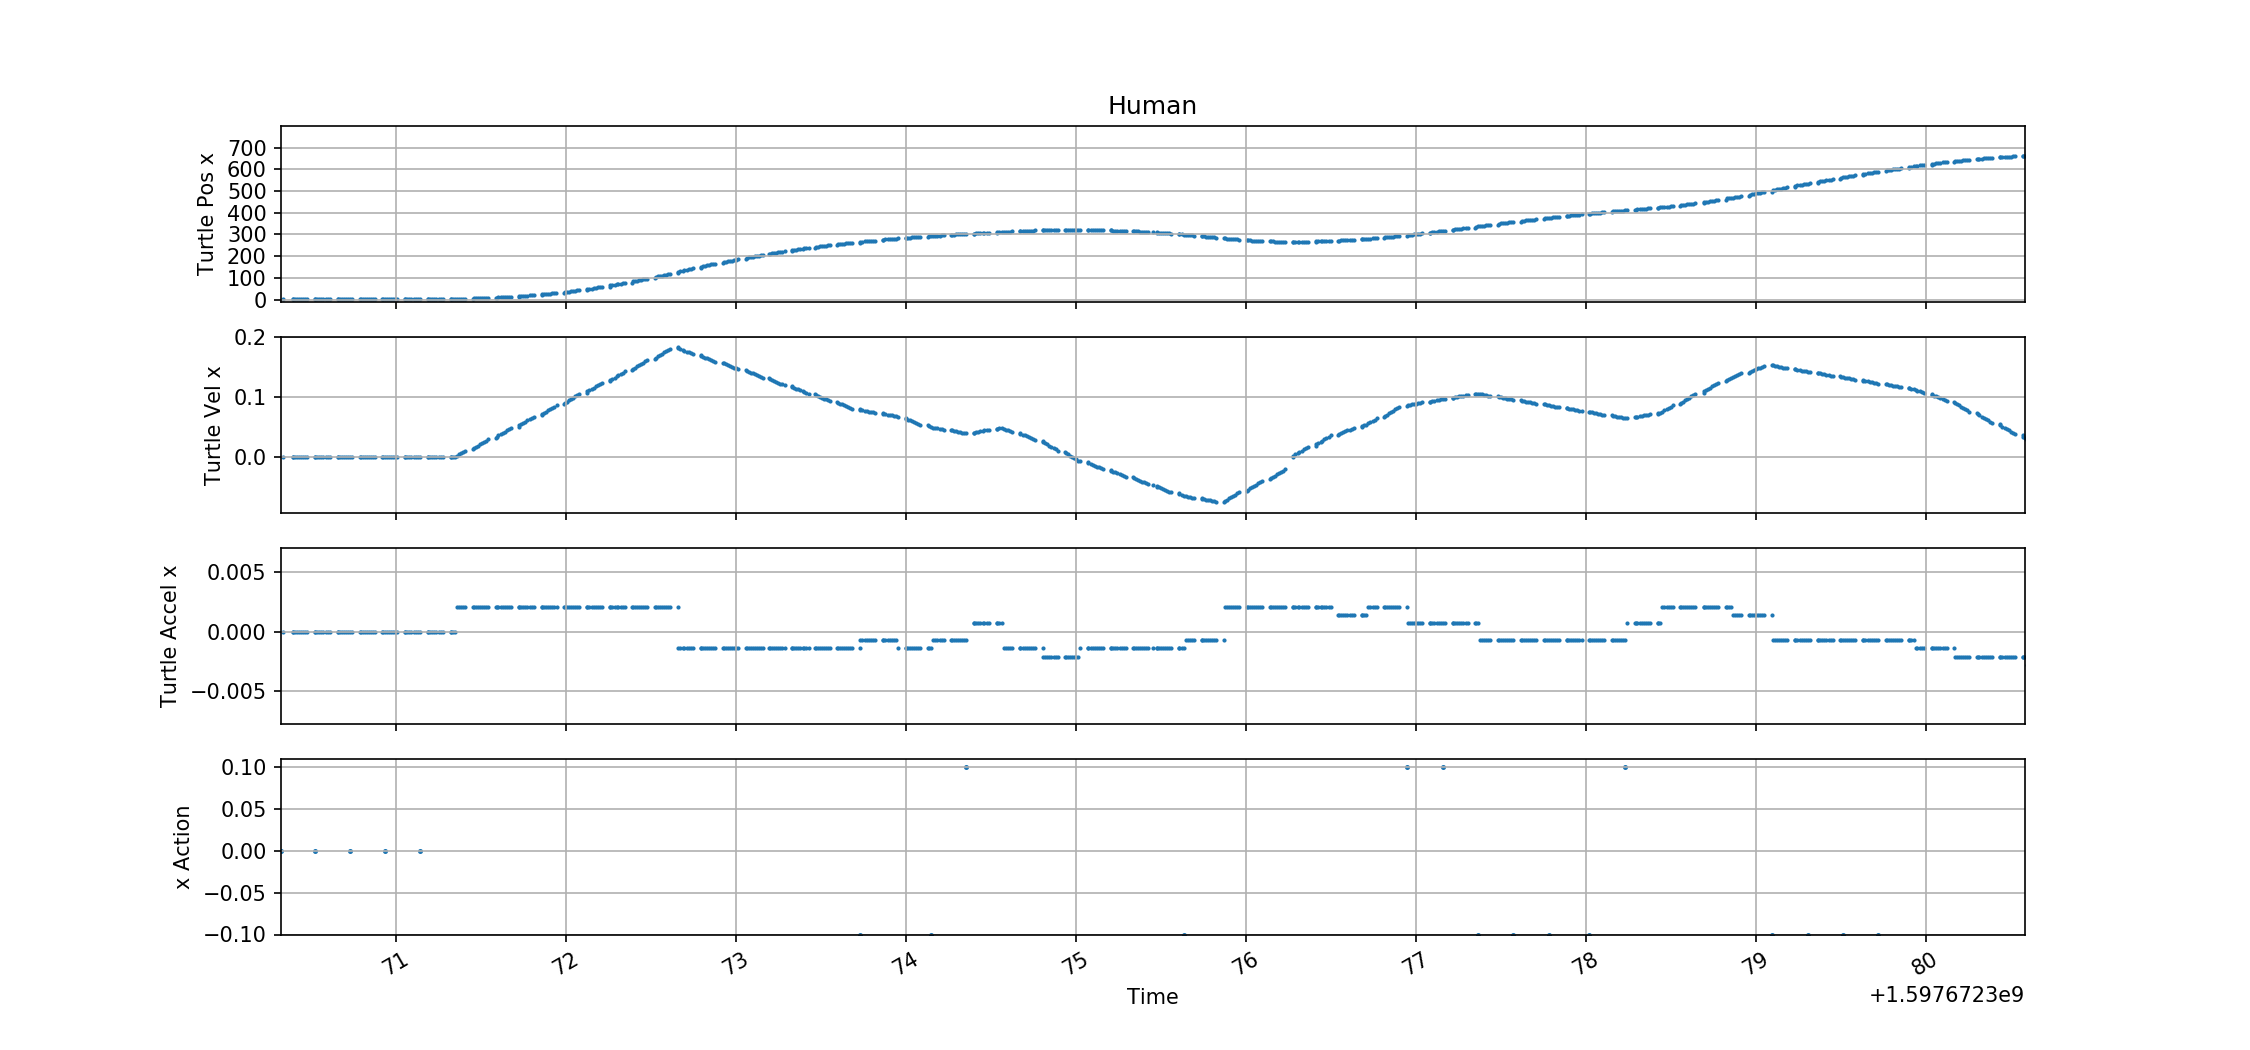 Human
Turtle Pos x
700
600
500
400
300
200
100
0
Turtle Vel x
0.2
0.1
0.0
Turtle Accel x
0.005
0.000
−0.005
x Action
0.10
0.05
0.00
−0.05
−0.10
71 72 73 74 75 76 77 78 79 80
Time
+1.5976723e9